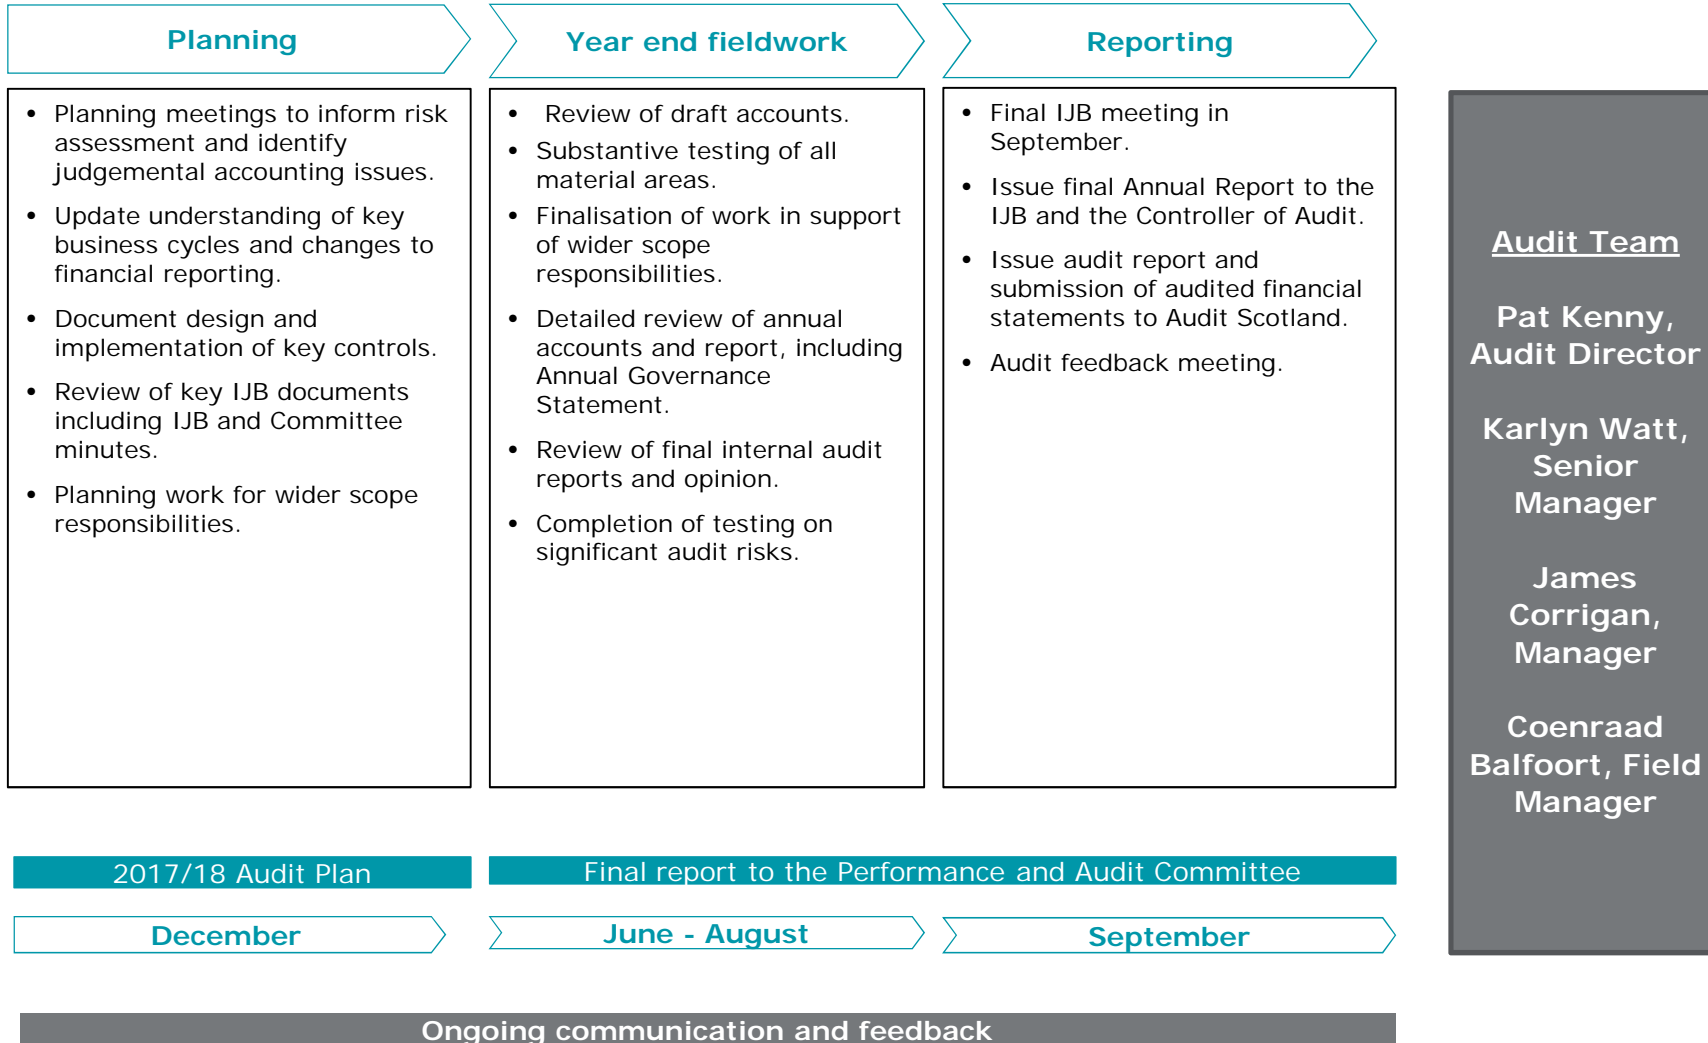 Planning
Year end fieldwork
Reporting
• Planning meetings to inform risk
assessment and identify
judgemental accounting issues.
• Update understanding of key
business cycles and changes to
financial reporting.
• Document design and
implementation of key controls.
• Review of key IJB documents
including IJB and Committee
minutes.
• Planning work for wider scope
responsibilities.
• Review of draft accounts.
• Substantive testing of all
material areas.
• Finalisation of work in support
of wider scope
responsibilities.
• Detailed review of annual
accounts and report, including
Annual Governance
Statement.
• Review of final internal audit
reports and opinion.
• Completion of testing on
significant audit risks.
• Final IJB meeting in
September.
• Issue final Annual Report to the
IJB and the Controller of Audit.
• Issue audit report and
submission of audited financial
statements to Audit Scotland.
• Audit feedback meeting.
Audit Team
Pat Kenny,
Audit Director
Karlyn Watt,
Senior
Manager
James
Corrigan,
Manager
Coenraad
Balfoort, Field
Manager
2017/18 Audit Plan
Final report to the Performance and Audit Committee
December
June - August
September
Ongoing communication and feedback